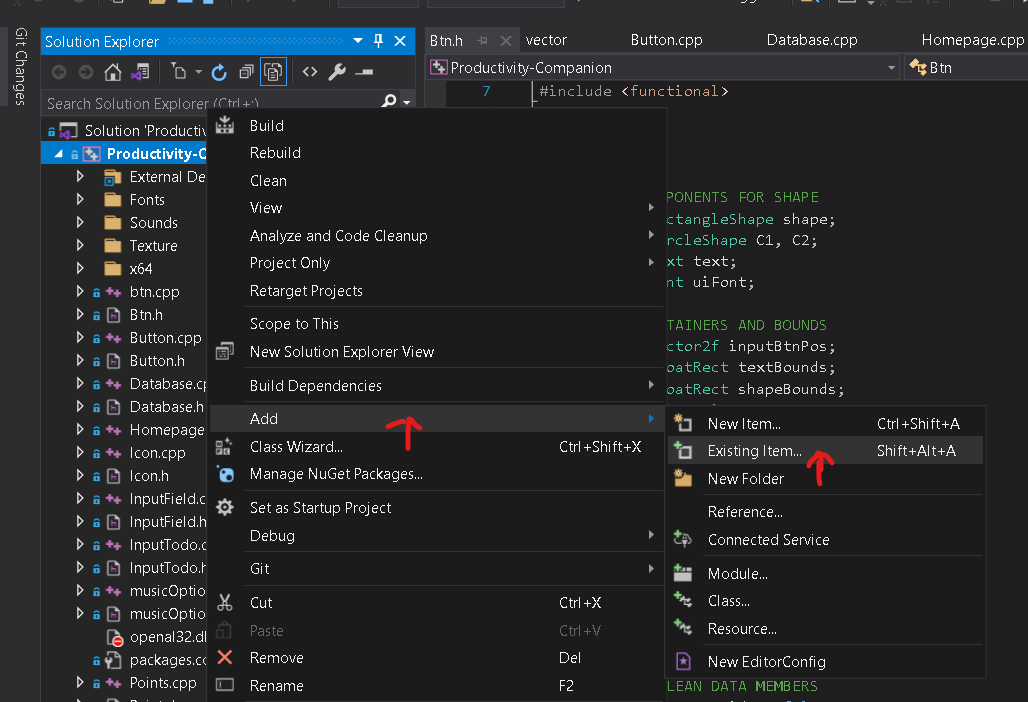 Git Changes
Solution Explorer
Search Solution Explorer (Ctrl+;)
Solution 'Productiv
Productivity-C
External De
Fonts
Sounds
Texture
x64
btn.cpp
Btn.h
Button.cpp
Button.h
Database.cp
Database.h
Homepage
Icon.cpp
Icon.h
InputField.c
InputField.h
InputTodo.c
InputTodo.h
musicOptio
musicOptio
openal32.dl
packages.co
Points.cpp
Build
Rebuild
Clean
View
Analyze and Code Cleanup
Project Only
Retarget Projects
Scope to This
New Solution Explorer View
Build Dependencies
Add
Class Wizard... Ctrl+Shift+X
Manage NuGet Packages...
Set as Startup Project
Debug
Git
Cut Ctrl+X
Paste Ctrl+V
Remove Del
Rename F2
New Item... Ctrl+Shift+A
Existing Item... Shift+Alt+A
New Folder
Reference...
Connected Service
Module...
Class...
Resource...
New EditorConfig
Btn.h vector Button.cpp Database.cpp Homepage.cpp
Productivity-Companion Btn
7 #include <functional>
PONENTS FOR SHAPE
ctangleShape shape;
rcleShape C1, C2;
xt text;
nt uiFont;
TAINERS AND BOUNDS
ctor2f inputBtnPos;
oatRect textBounds;
oatRect shapeBounds;
LEAN DATA MEMBERS